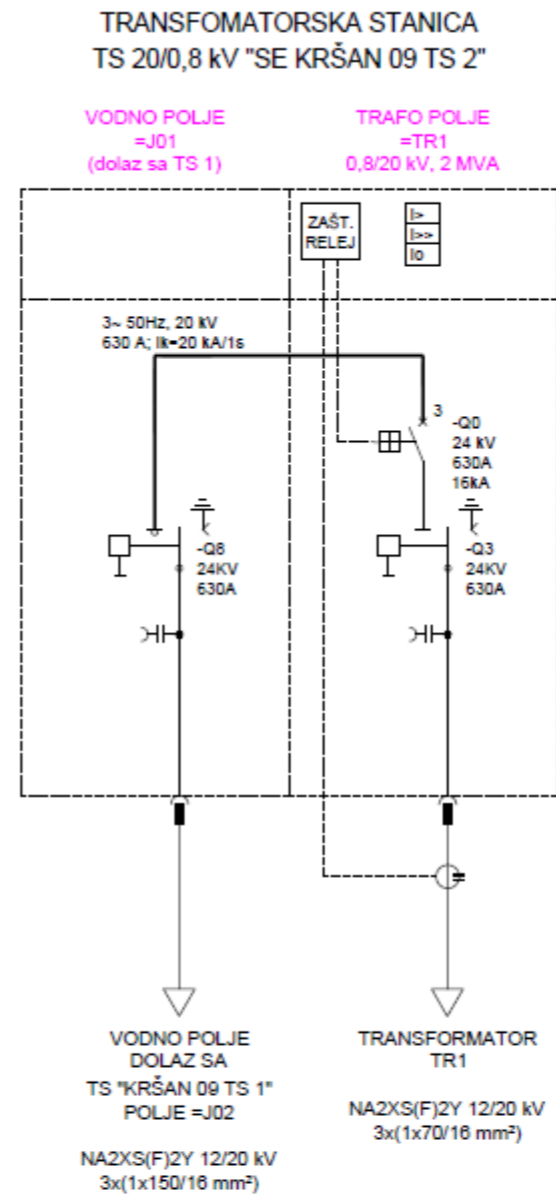 TRANSFOMATORSKA STANICA
TS 20/0,8 kV "SE KRŠAN 09 TS 2"
VODNO POLJE
=J01
(dolaz sa TS 1)
TRAFO POLJE
=TR1
0,8/20 kV, 2 MVA
ZAŠT.
RELEJ
I>
I>>
Io
3~ 50Hz, 20 kV
630 A; Ik=20 kA/1s
3
-Q0
24 kV
630A
16kA
-Q8
24KV
630A
-Q3
24KV
630A
VODNO POLJE
DOLAZ SA
TS "KRŠAN 09 TS 1"
POLJE =J02
NA2XS(F)2Y 12/20 kV
3x(1x150/16 mm²)
TRANSFORMATOR
TR1
NA2XS(F)2Y 12/20 kV
3x(1x70/16 mm²)